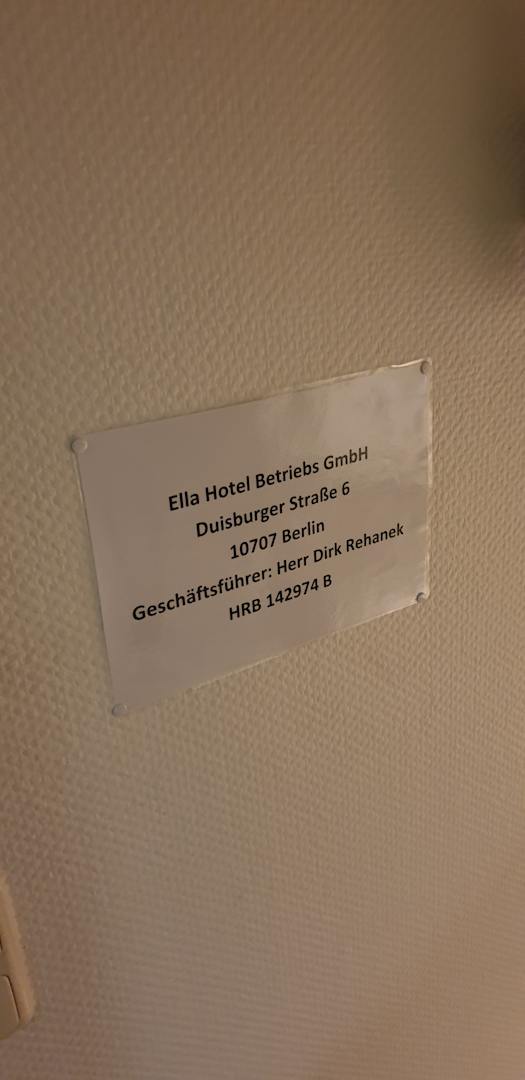 Ella Hotel Betriebs GmbH
Duisburger Straße 6
10707 Berlin
Geschäftsführer: Herr Dirk Rehanek
HRB 142974 B